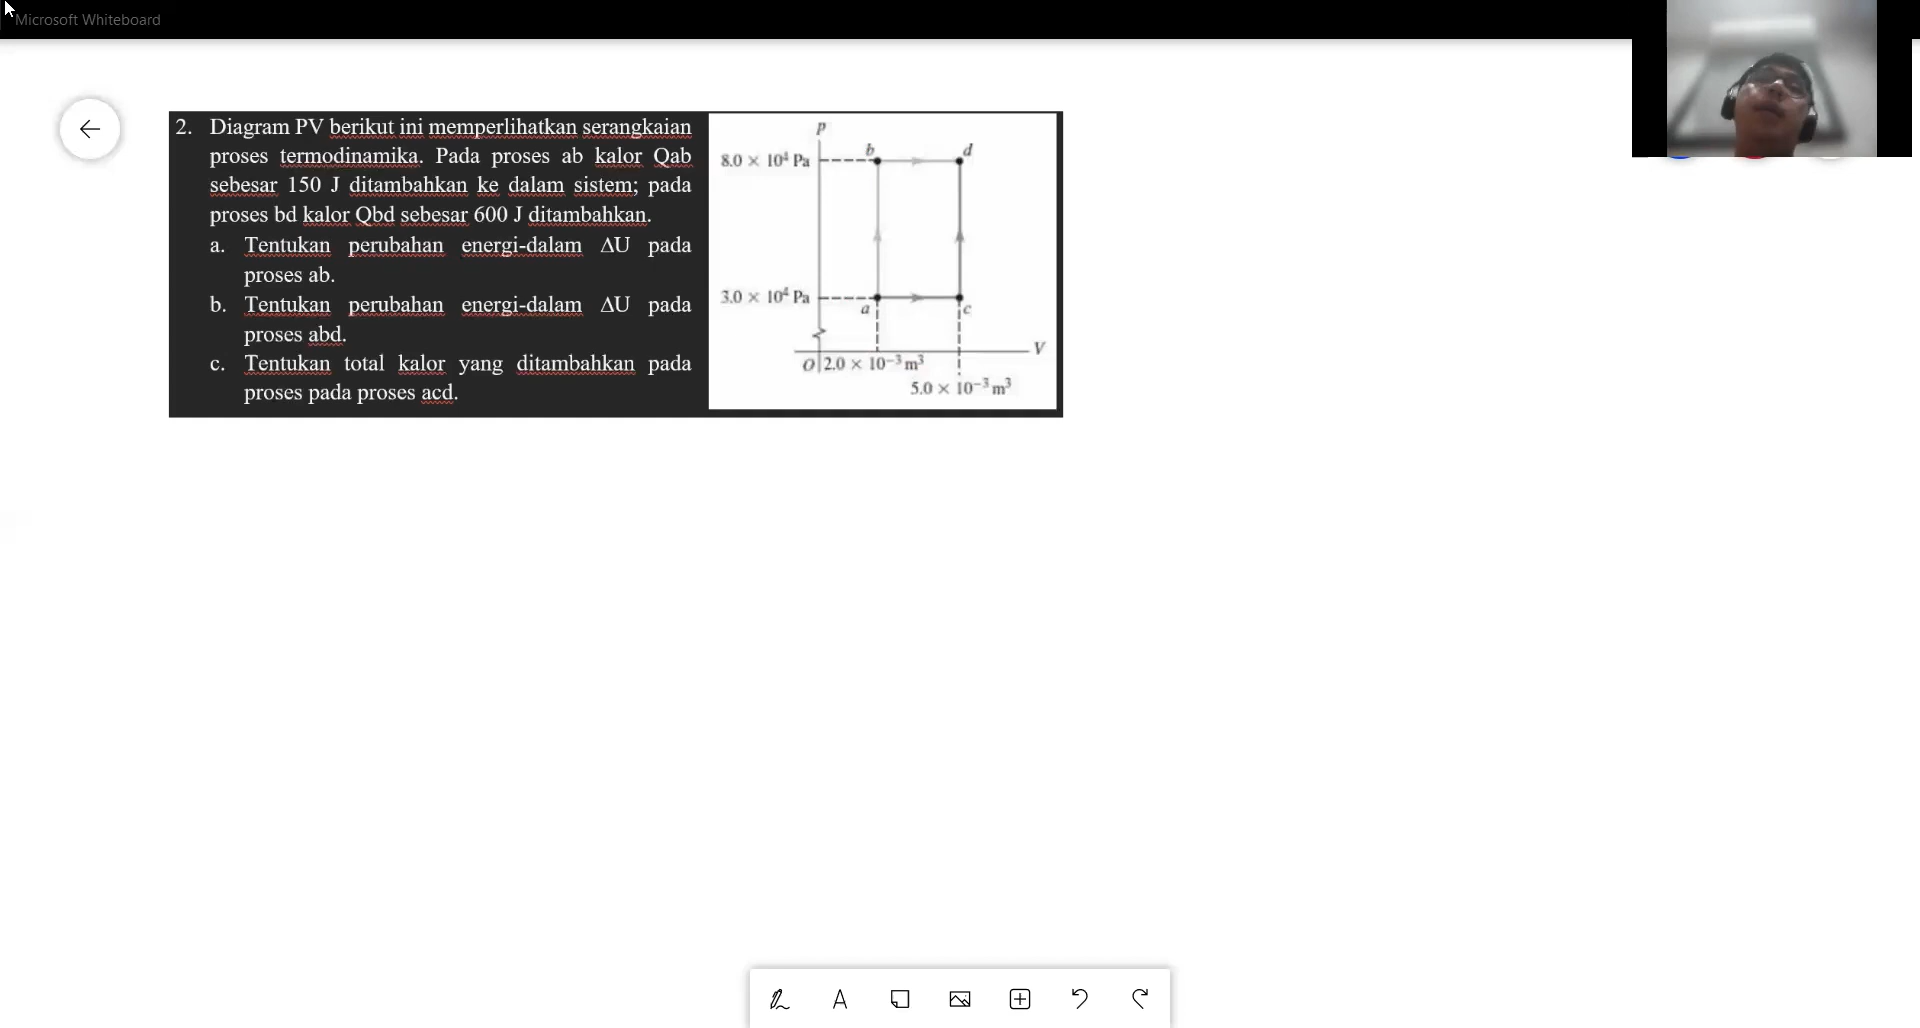 Microsoft Whiteboard
2. Diagram PV berikut ini memperlihatkan serangkaian
proses termodinamika. Pada proses ab kalor Qab
sebesar 150 J ditambahkan ke dalam sistem; pada
proses bd kalor Qbd sebesar 600 J ditambahkan.
a. Tentukan perubahan energi-dalam ΔU pada
proses ab.
b. Tentukan perubahan energi-dalam ΔU pada
proses abd.
c. Tentukan total kalor yang ditambahkan pada
proses pada proses acd.
p
b
d
8.0 × 10⁴ Pa
3.0 × 10⁴ Pa
a
c
V
O
2.0 × 10⁻³ m³
5.0 × 10⁻³ m³
A